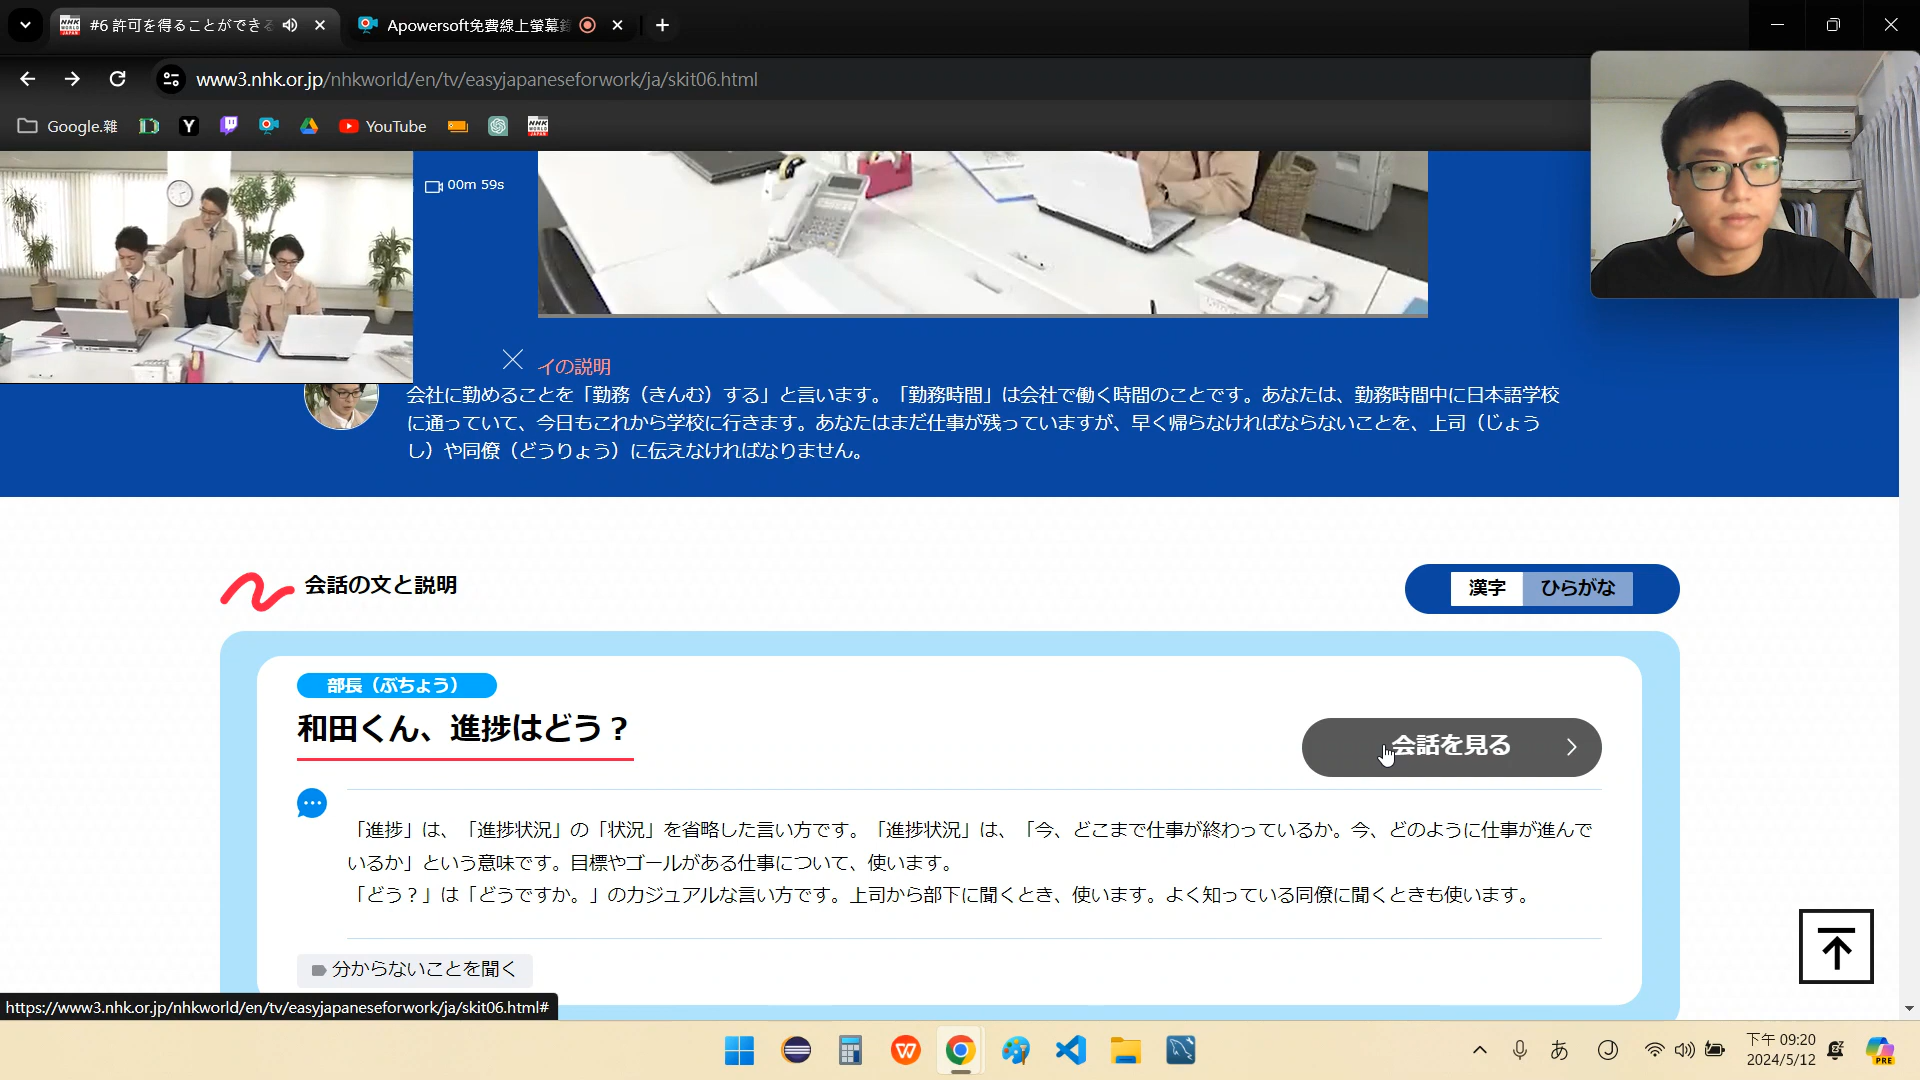 #6 許可を得ることができる
Apowersoft免費線上螢幕錄
www3.nhk.or.jp/nhkworld/en/tv/easyjapaneseforwork/ja/skit06.html
Google.雜
YouTube
00m 59s
イの説明
会社に勤めることを「勤務（きんむ）する」と言います。「勤務時間」は会社で働く時間のことです。あなたは、勤務時間中に日本語学校
に通っていて、今日もこれから学校に行きます。あなたはまだ仕事が残っていますが、早く帰らなければならないことを、上司（じょう
し）や同僚（どうりょう）に伝えなければなりません。
会話の文と説明
漢字 ひらがな
部長（ぶちょう）
和田くん、進捗はどう？
会話を見る
「進捗」は、「進捗状況」の「状況」を省略した言い方です。「進捗状況」は、「今、どこまで仕事が終わっているか。今、どのように仕事が進んで
いるか」という意味です。目標やゴールがある仕事について、使います。
「どう？」は「どうですか。」のカジュアルな言い方です。上司から部下に聞くとき、使います。よく知っている同僚に聞くときも使います。
分からないことを聞く
https://www3.nhk.or.jp/nhkworld/en/tv/easyjapaneseforwork/ja/skit06.html#
あ
下午 09:20
2024/5/12
PRE